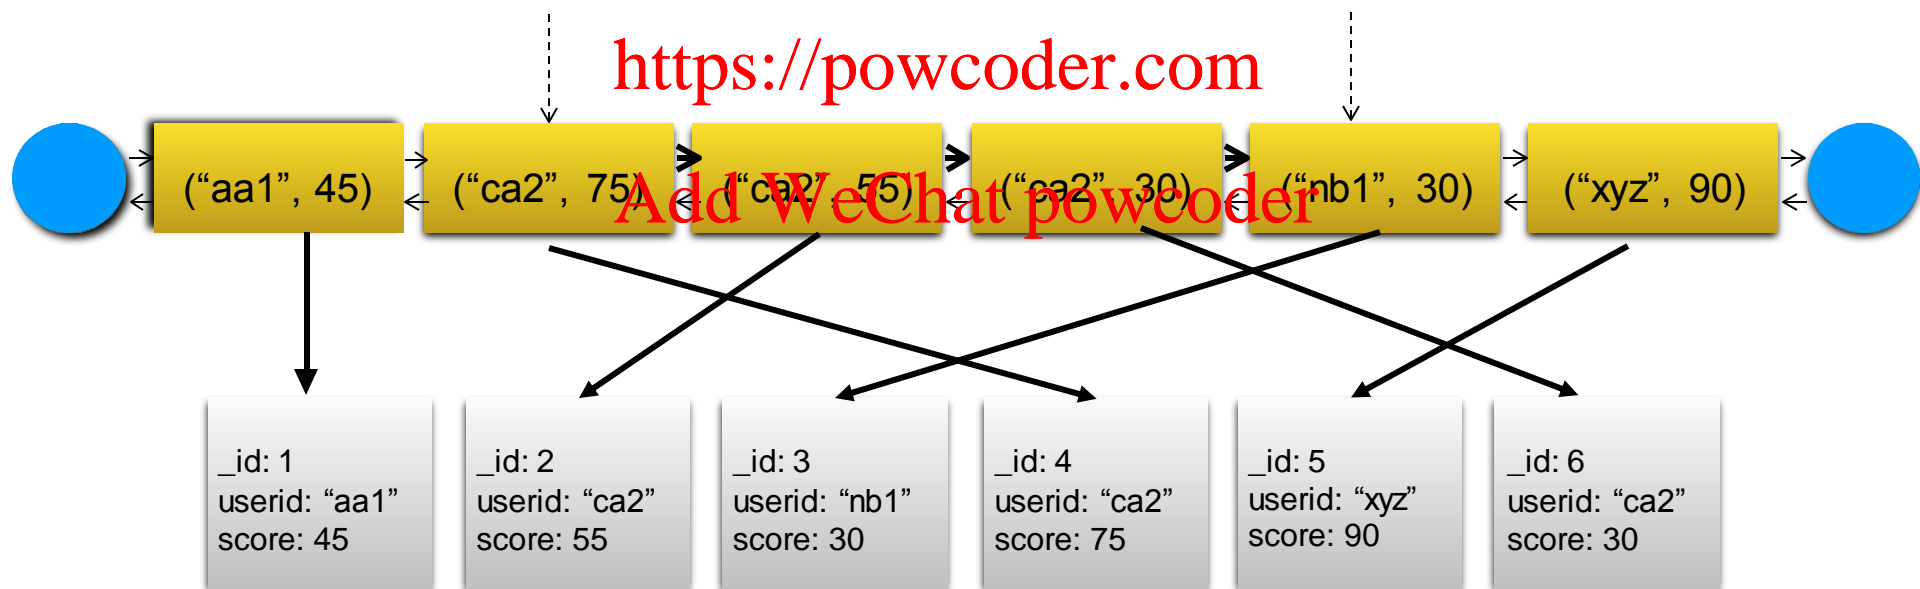 https://powcoder.com
(“aa1”, 45) (“ca2”, 75) (“ca2”, 55) (“ca2”, 30) (“nb1”, 30) (“xyz”, 90)
Add WeChat powcoder
_id: 1
userid: “aa1”
score: 45
_id: 2
userid: “ca2”
score: 55
_id: 3
userid: “nb1”
score: 30
_id: 4
userid: “ca2”
score: 75
_id: 5
userid: “xyz”
score: 90
_id: 6
userid: “ca2”
score: 30